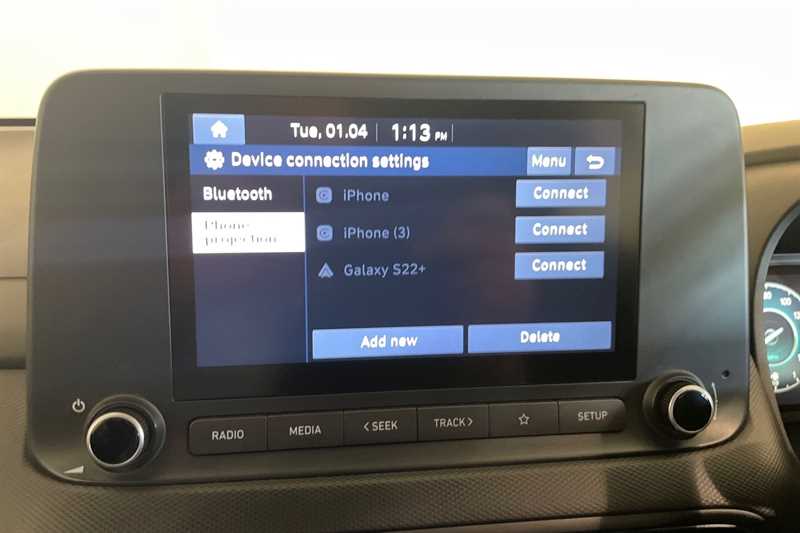 Tue, 01.04 1:13 PM
Device connection settings Menu
Bluetooth
Phone
projection
iPhone Connect
iPhone (3) Connect
Galaxy S22+ Connect
Add new Delete
RADIO MEDIA <SEEK TRACK> SETUP